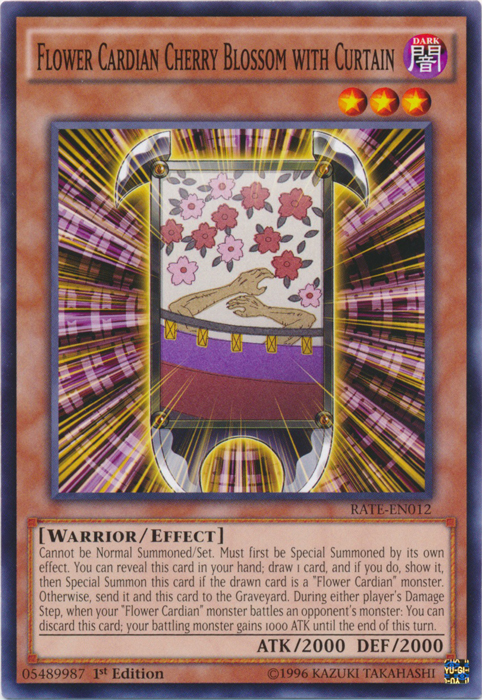 FLOWER CARDIAN CHERRY BLOSSOM WITH CURTAIN
DARK
闇
RATE-EN012
[WARRIOR/EFFECT]
Cannot be Normal Summoned/Set. Must first be Special Summoned by its own
effect. You can reveal this card in your hand; draw 1 card, and if you do, show it,
then Special Summon this card if the drawn card is a "Flower Cardian" monster.
Otherwise, send it and this card to the Graveyard. During either player's Damage
Step, when your "Flower Cardian" monster battles an opponent's monster: You can
discard this card; your battling monster gains 1000 ATK until the end of this turn.
ATK/2000 DEF/2000
05489987 1st Edition ©1996 KAZUKI TAKAHASHI